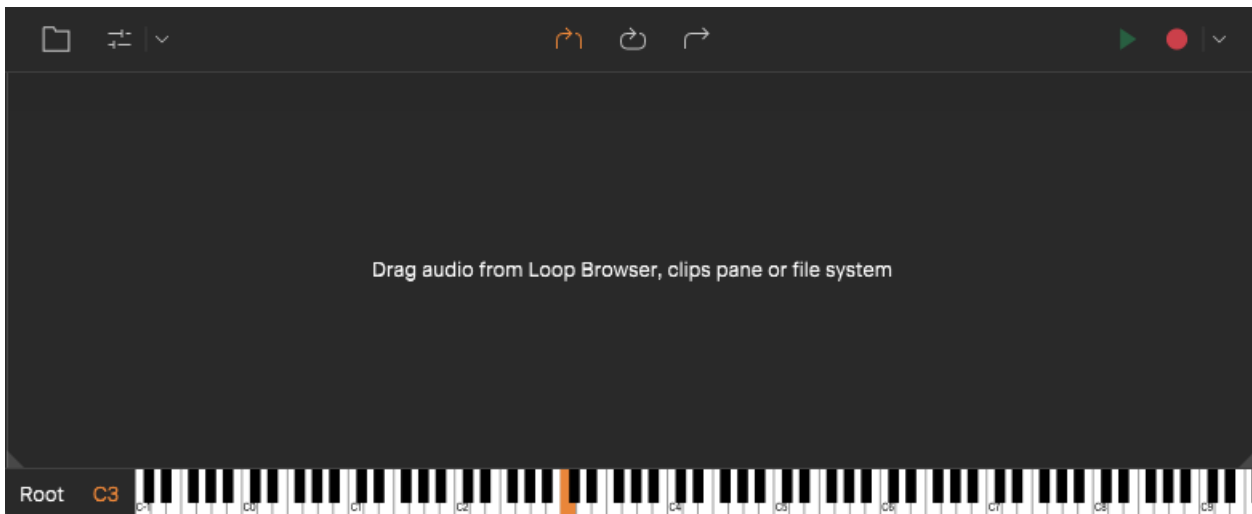 Drag audio from Loop Browser, clips pane or file system
Root C3
C-1 C0 C1 C2 C4 C5 C6 C7 C8 C9